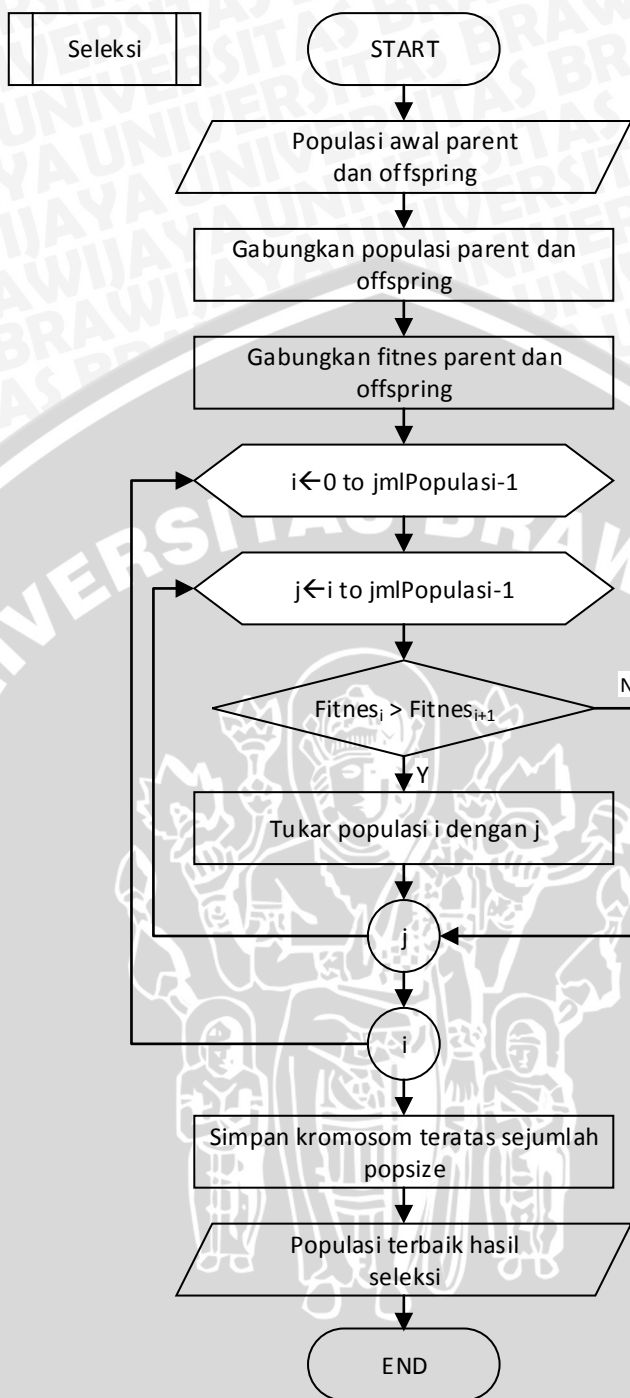 Seleksi
START
Populasi awal parent
dan offspring
Gabungkan populasi parent dan
offspring
Gabungkan fitnes parent dan
offspring
i←0 to jmlPopulasi-1
j←i to jmlPopulasi-1
Fitnesᵢ > Fitnesᵢ₊₁
N
Y
Tukar populasi i dengan j
j
i
Simpan kromosom teratas sejumlah
popsize
Populasi terbaik hasil
seleksi
END